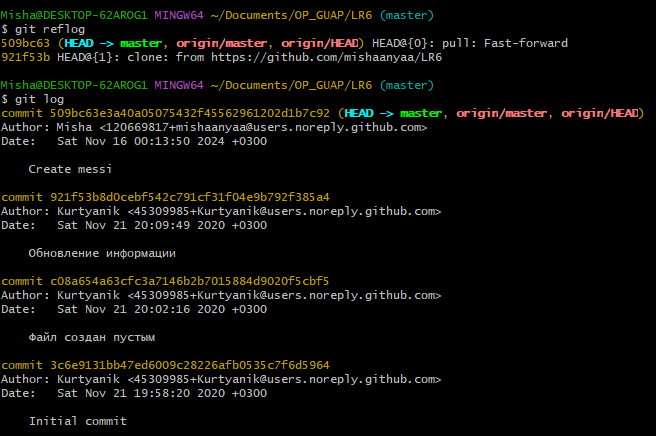 Misha@DESKTOP-62AROG1 MINGW64 ~/Documents/OP_GUAP/LR6 (master)
$ git reflog
509bc63 (HEAD -> master, origin/master, origin/HEAD) HEAD@{0}: pull: Fast-forward
921f53b HEAD@{1}: clone: from https://github.com/mishaanyaa/LR6
Misha@DESKTOP-62AROG1 MINGW64 ~/Documents/OP_GUAP/LR6 (master)
$ git log
commit 509bc63e3a40a05075432f45562961202d1b7c92 (HEAD -> master, origin/master, origin/HEAD)
Author: Misha <120669817+mishaanyaa@users.noreply.github.com>
Date:   Sat Nov 16 00:13:50 2024 +0300
Create messi
commit 921f53b8d0cebf542c791cf31f04e9b792f385a4
Author: Kurtyanik <45309985+Kurtyanik@users.noreply.github.com>
Date:   Sat Nov 21 20:09:49 2020 +0300
Обновление информации
commit c08a654a63cfc3a7146b2b7015884d9020f5cbf5
Author: Kurtyanik <45309985+Kurtyanik@users.noreply.github.com>
Date:   Sat Nov 21 20:02:16 2020 +0300
Файл создан пустым
commit 3c6e9131bb47ed6009c28226afb0535c7f6d5964
Author: Kurtyanik <45309985+Kurtyanik@users.noreply.github.com>
Date:   Sat Nov 21 19:58:20 2020 +0300
Initial commit